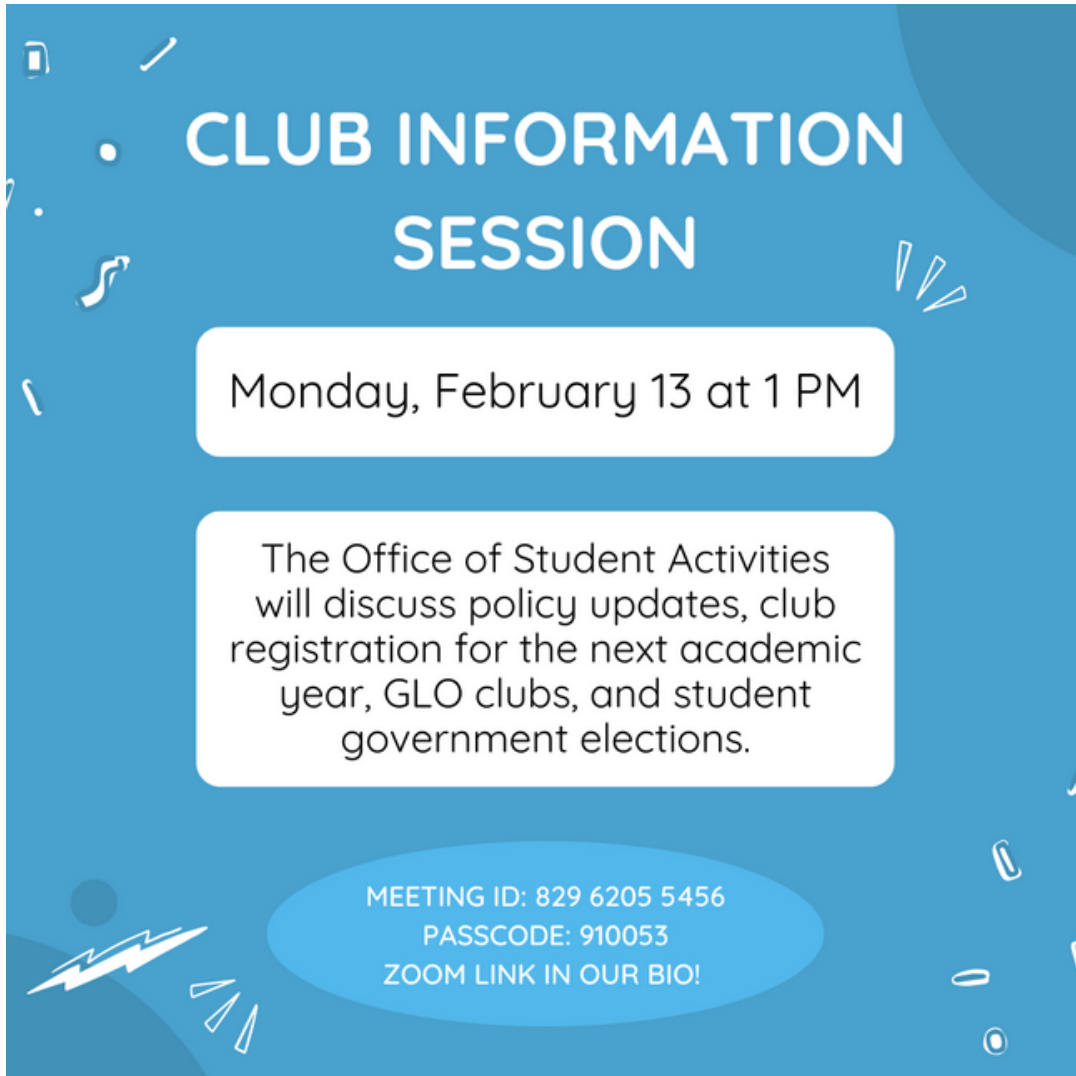 CLUB INFORMATION
SESSION
Monday, February 13 at 1 PM
The Office of Student Activities
will discuss policy updates, club
registration for the next academic
year, GLO clubs, and student
government elections.
MEETING ID: 829 6205 5456
PASSCODE: 910053
ZOOM LINK IN OUR BIO!